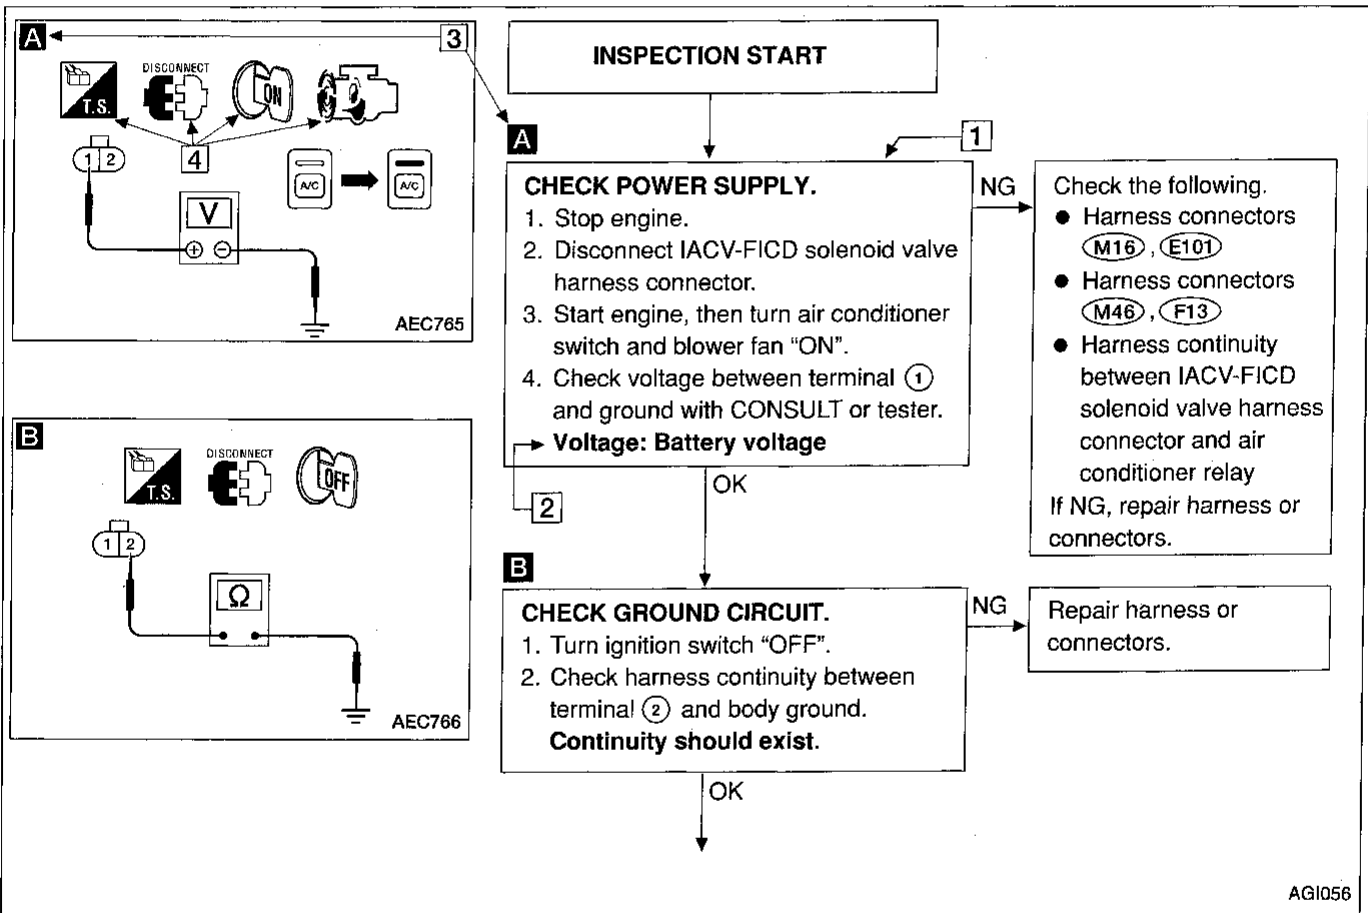 A
3
DISCONNECT
T.S.
ON
4
1 2
A/C
A/C
V
⊕ ⊖
AEC765
B
DISCONNECT
T.S.
OFF
1 2
Ω
AEC766
INSPECTION START
A
1
CHECK POWER SUPPLY.
1. Stop engine.
2. Disconnect IACV-FICD solenoid valve
harness connector.
3. Start engine, then turn air conditioner
switch and blower fan “ON”.
4. Check voltage between terminal ①
and ground with CONSULT or tester.
Voltage: Battery voltage
2
NG
Check the following.
● Harness connectors
M16 , E101
● Harness connectors
M46 , F13
● Harness continuity
between IACV-FICD
solenoid valve harness
connector and air
conditioner relay
If NG, repair harness or
connectors.
OK
B
CHECK GROUND CIRCUIT.
1. Turn ignition switch “OFF”.
2. Check harness continuity between
terminal ② and body ground.
Continuity should exist.
NG
Repair harness or
connectors.
OK
AGI056